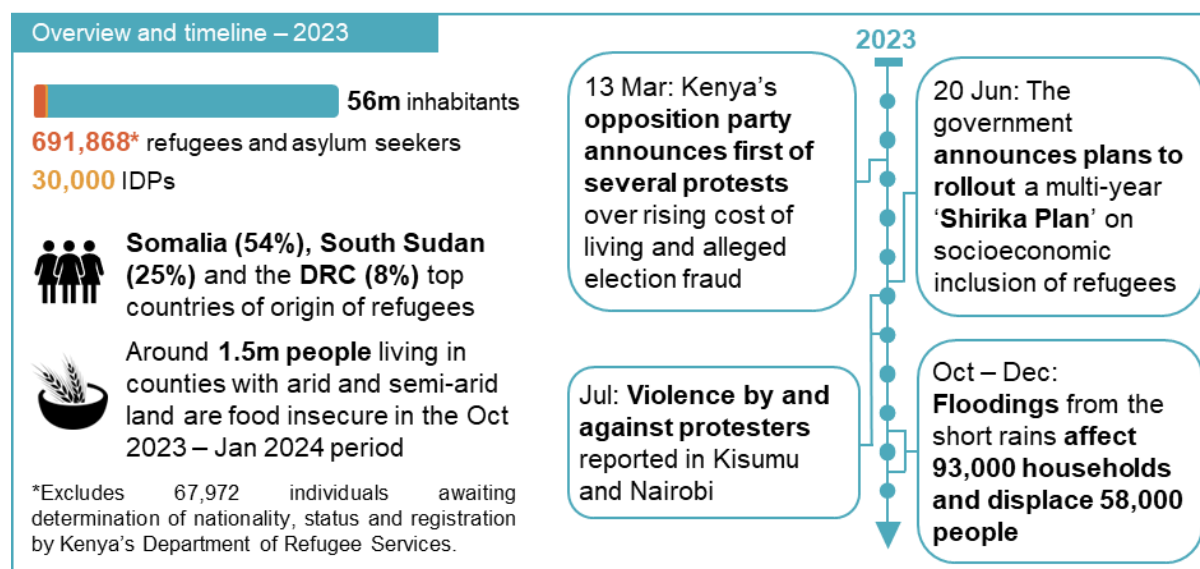 Overview and timeline – 2023
56m inhabitants
691,868* refugees and asylum seekers
30,000 IDPs
Somalia (54%), South Sudan
(25%) and the DRC (8%) top
countries of origin of refugees
Around 1.5m people living in
counties with arid and semi-arid
land are food insecure in the Oct
2023 – Jan 2024 period
*Excludes 67,972 individuals awaiting
determination of nationality, status and registration
by Kenya's Department of Refugee Services.
2023
13 Mar: Kenya's
opposition party
announces first of
several protests
over rising cost of
living and alleged
election fraud
20 Jun: The
government
announces plans to
rollout a multi-year
‘Shirika Plan’ on
socioeconomic
inclusion of refugees
Jul: Violence by and
against protesters
reported in Kisumu
and Nairobi
Oct – Dec:
Floodings from the
short rains affect
93,000 households
and displace 58,000
people